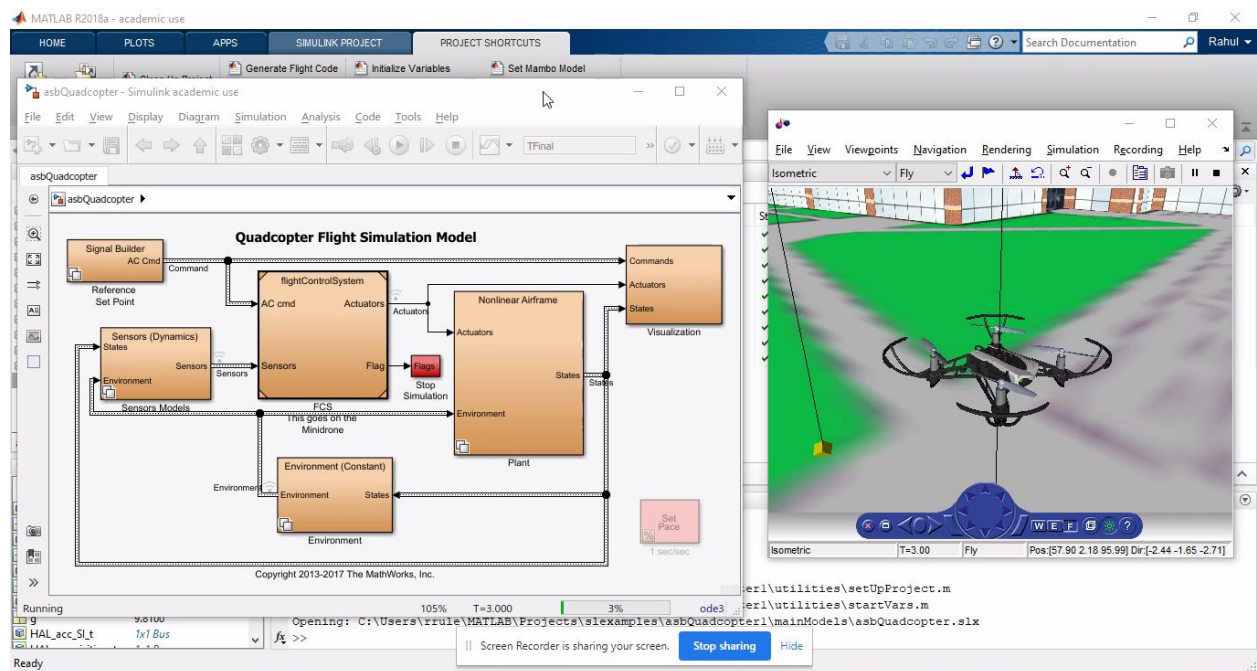 MATLAB R2018a - academic use
HOME PLOTS APPS SIMULINK PROJECT PROJECT SHORTCUTS
Search Documentation
Rahul
Generate Flight Code Initialize Variables Set Mambo Model
asbQuadcopter - Simulink academic use
File Edit View Display Diagram Simulation Analysis Code Tools Help
TFinal
asbQuadcopter
asbQuadcopter
Quadcopter Flight Simulation Model
Signal Builder
AC Cmd
Command
Reference
Set Point
flightControlSystem
AC cmd
Actuators
Actuators
Sensors
Flag
FCS
This goes on the
Minidrone
Flags
Stop
Simulation
Sensors (Dynamics)
States
Sensors
Sensors
Environment
Sensors Models
Nonlinear Airframe
Actuators
States
States
Environment
Plant
Commands
Actuators
States
Visualization
Environment (Constant)
Environment
Environment
States
Environment
Set
Pace
1 sec/sec
Copyright 2013-2017 The MathWorks, Inc.
Running 105% T=3.000 3% ode3
File View Viewpoints Navigation Rendering Simulation Recording Help
Isometric Fly
W E F ?
Isometric T=3.00 Fly Pos:[57.90 2.18 95.99] Dir:[-2.44 -1.65 -2.71]
ter1\utilities\setUpProject.m
ter1\utilities\startVars.m
Opening: C:\Users\rrule\MATLAB\Projects\slexamples\asbQuadcopter1\mainModels\asbQuadcopter.slx
fx >>
g 9.8100
HAL_acc_SI_t 1x1 Bus
Screen Recorder is sharing your screen. Stop sharing Hide
Ready